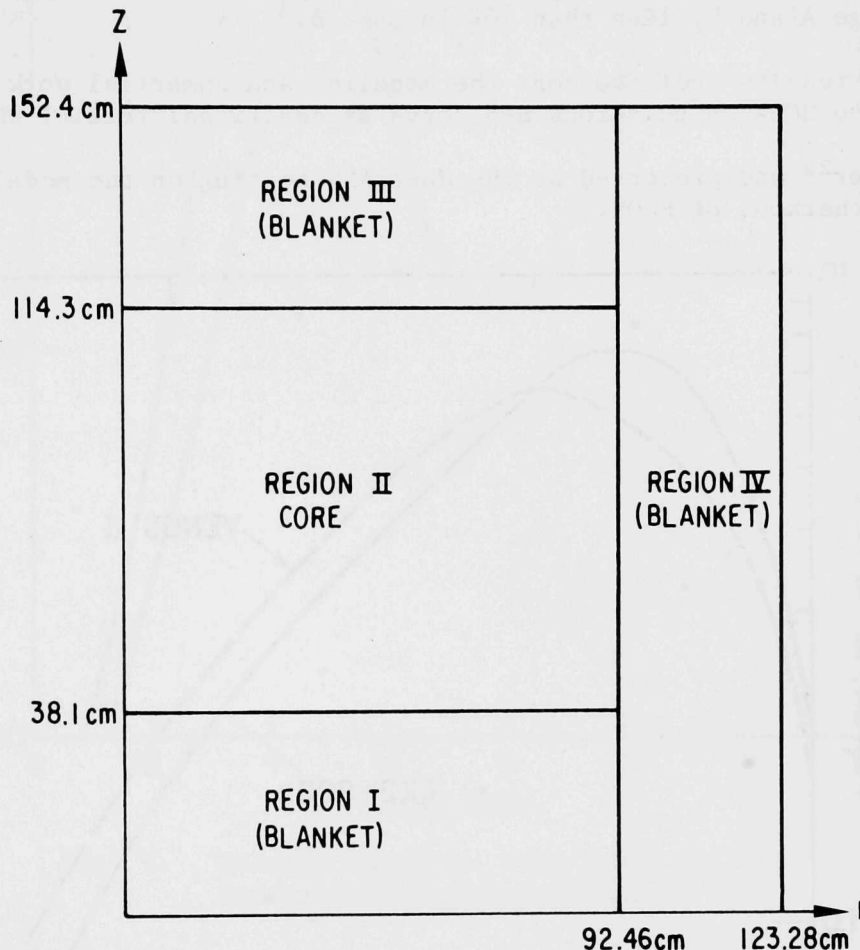 Z
152.4 cm
REGION III
(BLANKET)
114.3 cm
REGION II
CORE
REGION IV
(BLANKET)
38.1 cm
REGION I
(BLANKET)
92.46cm
123.28cm